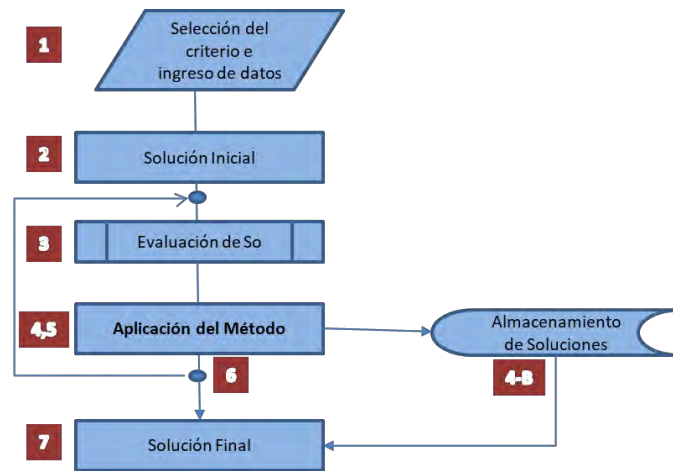 1
Selección del
criterio e
ingreso de datos
2
Solución Inicial
3
Evaluación de So
4,5
Aplicación del Método
Almacenamiento
de Soluciones
6
4-B
7
Solución Final